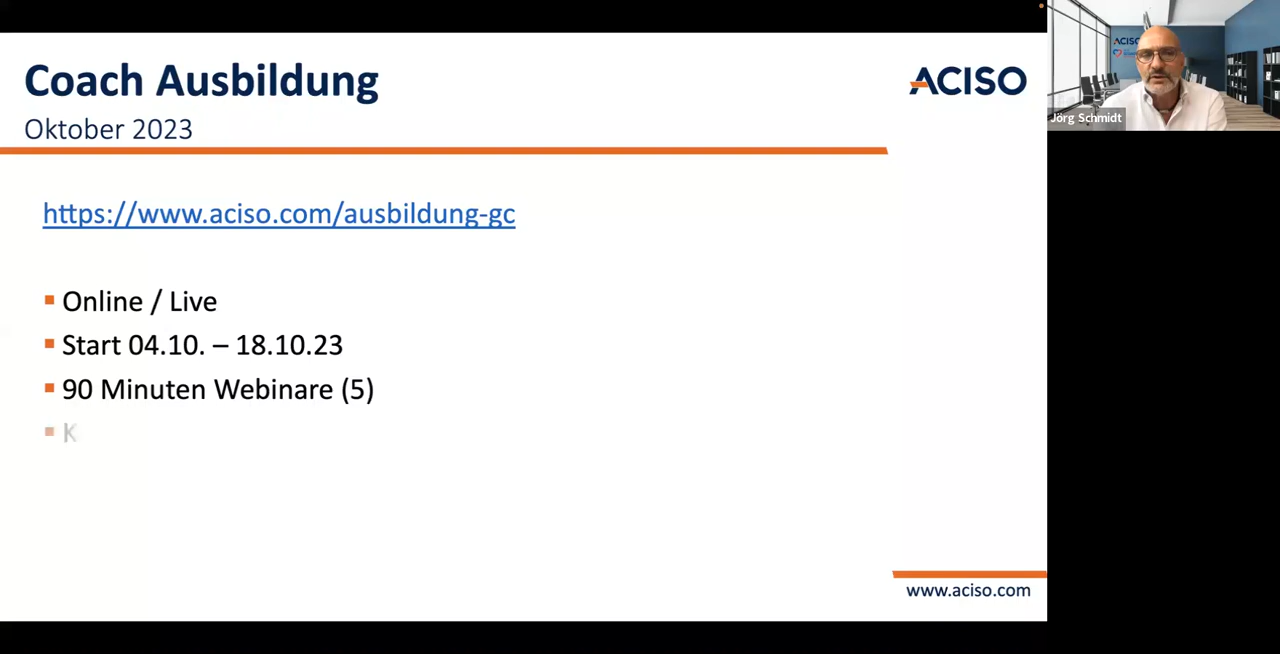 Coach Ausbildung
Oktober 2023
ACISO
https://www.aciso.com/ausbildung-gc
Online / Live
Start 04.10. – 18.10.23
90 Minuten Webinare (5)
K
www.aciso.com
ACISO
Jörg Schmidt